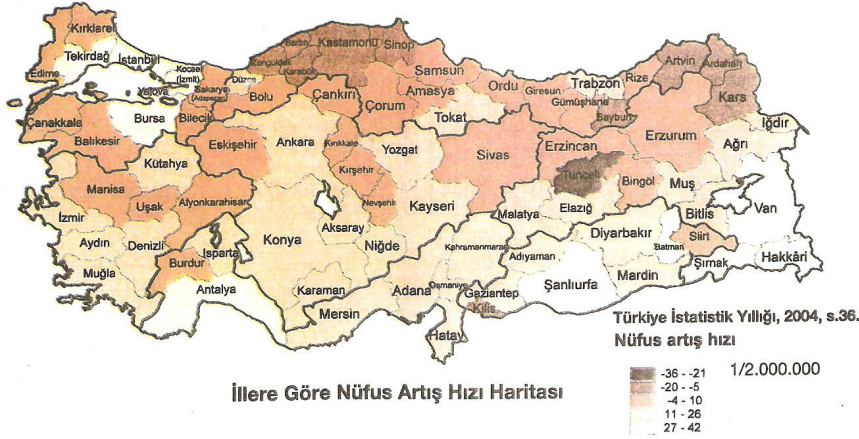 Kırklareli
Tekirdağ
İstanbul
Edirne
Kocaeli
(İzmit)
Yalova
Sakarya
(Adapazarı)
Düzce
Bolu
Zonguldak
Bartın
Karabük
Kastamonu
Sinop
Çankırı
Samsun
Amasya
Çorum
Tokat
Ordu
Giresun
Gümüşhane
Trabzon
Rize
Bayburt
Artvin
Ardahan
Kars
Iğdır
Ağrı
Erzurum
Erzincan
Çanakkale
Balıkesir
Bursa
Bilecik
Kütahya
Eskişehir
Ankara
Kırıkkale
Yozgat
Sivas
Kırşehir
Nevşehir
Kayseri
Tunceli
Bingöl
Muş
Bitlis
Van
Elazığ
Malatya
Diyarbakır
Batman
Siirt
Şırnak
Hakkâri
Mardin
Manisa
Uşak
Afyonkarahisar
İzmir
Aydın
Denizli
Muğla
Burdur
Isparta
Antalya
Konya
Aksaray
Niğde
Karaman
Mersin
Adana
Osmaniye
Kahramanmaraş
Adıyaman
Gaziantep
Kilis
Şanlıurfa
Hatay
Türkiye İstatistik Yıllığı, 2004, s.36.
Nüfus artış hızı
-36 - -21
-20 - -5
-4 - 10
11 - 26
27 - 42
1/2.000.000
İllere Göre Nüfus Artış Hızı Haritası